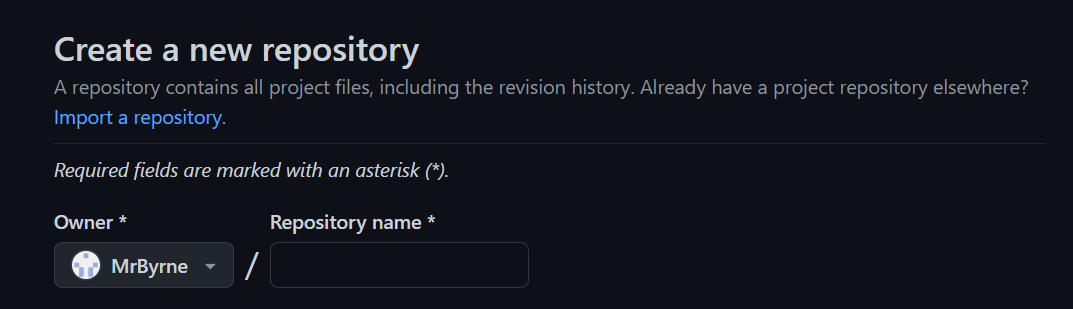 Create a new repository
A repository contains all project files, including the revision history. Already have a project repository elsewhere?
Import a repository.
Required fields are marked with an asterisk (*).
Owner * Repository name *
MrByrne /